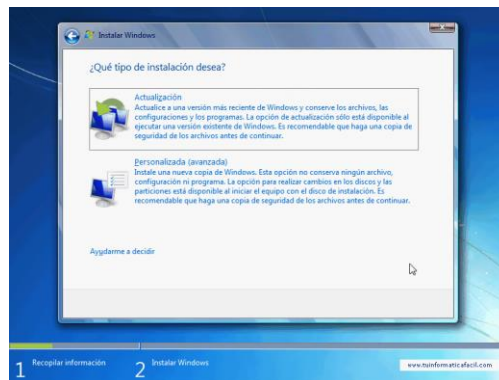 Instalar Windows
¿Qué tipo de instalación desea?
Actualización
Actualice a una versión más reciente de Windows y conserve los archivos, las
configuraciones y los programas. La opción de actualización sólo está disponible al
ejecutar una versión existente de Windows. Es recomendable que haga una copia de
seguridad de los archivos antes de continuar.
Personalizada (avanzada)
Instale una nueva copia de Windows. Esta opción no conserva ningún archivo,
configuración ni programa. La opción para realizar cambios en los discos y las
particiones está disponible al iniciar el equipo con el disco de instalación. Es
recomendable que haga una copia de seguridad de los archivos antes de continuar.
Ayudarme a decidir
1 Recopilar información 2 Instalar Windows
www.tuinformaticafacil.com